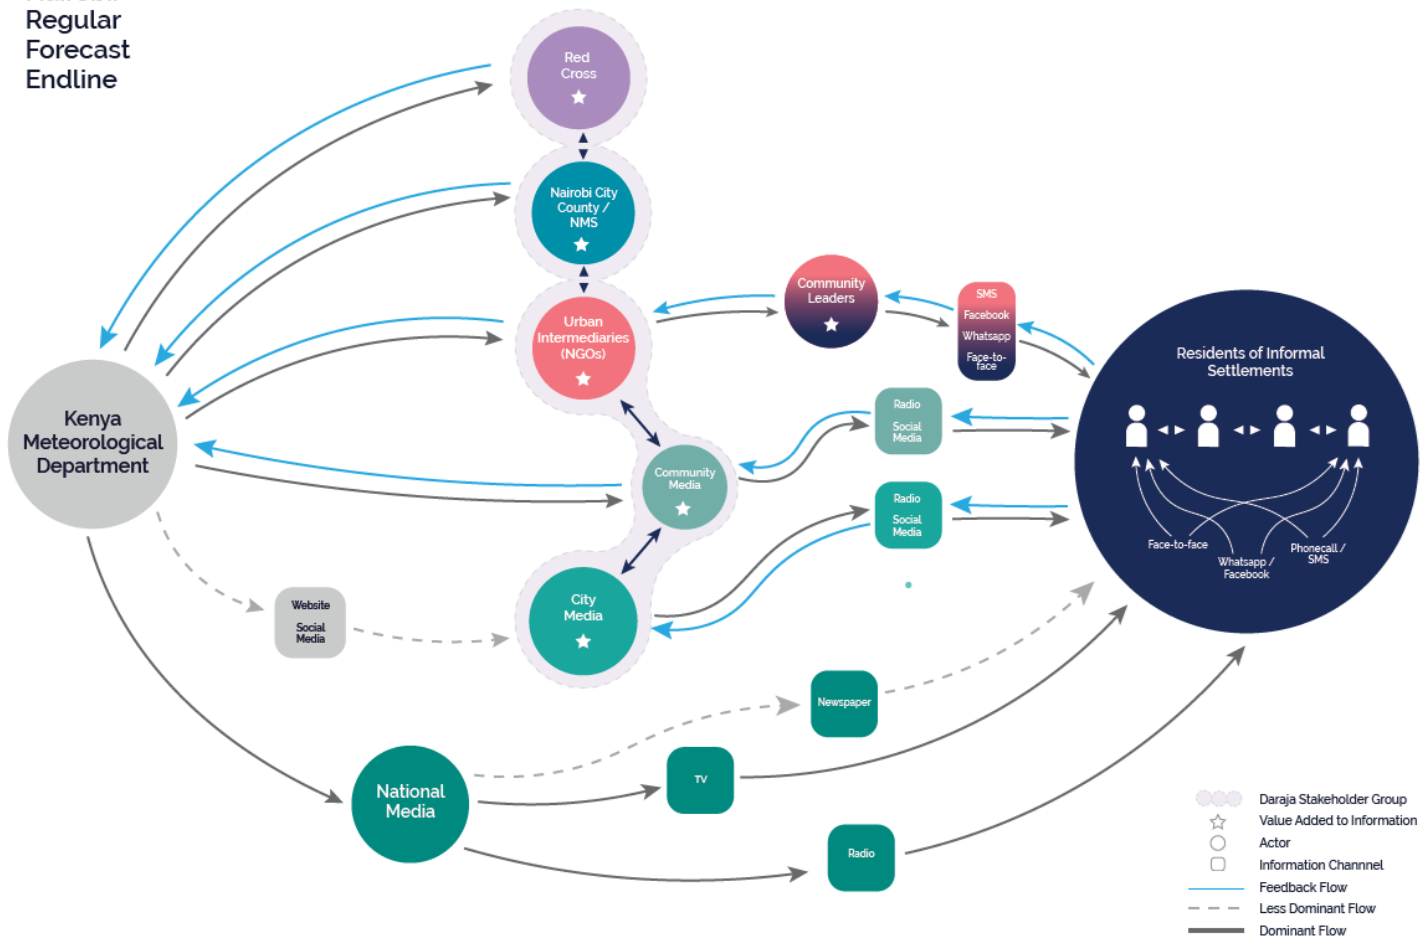 Regular
Forecast
Endline
Red
Cross
Nairobi City
County /
NMS
Urban
Intermediaries
(NGOs)
Community
Leaders
SMS
Facebook
Whatsapp
Face-to-
face
Residents of Informal
Settlements
Kenya
Meteorological
Department
Radio
Social
Media
Community
Media
Radio
Social
Media
Face-to-face
Whatsapp /
Facebook
Phonecall /
SMS
Website
Social
Media
City
Media
Newspaper
National
Media
TV
Radio
Daraja Stakeholder Group
Value Added to Information
Actor
Information Channnel
Feedback Flow
Less Dominant Flow
Dominant Flow